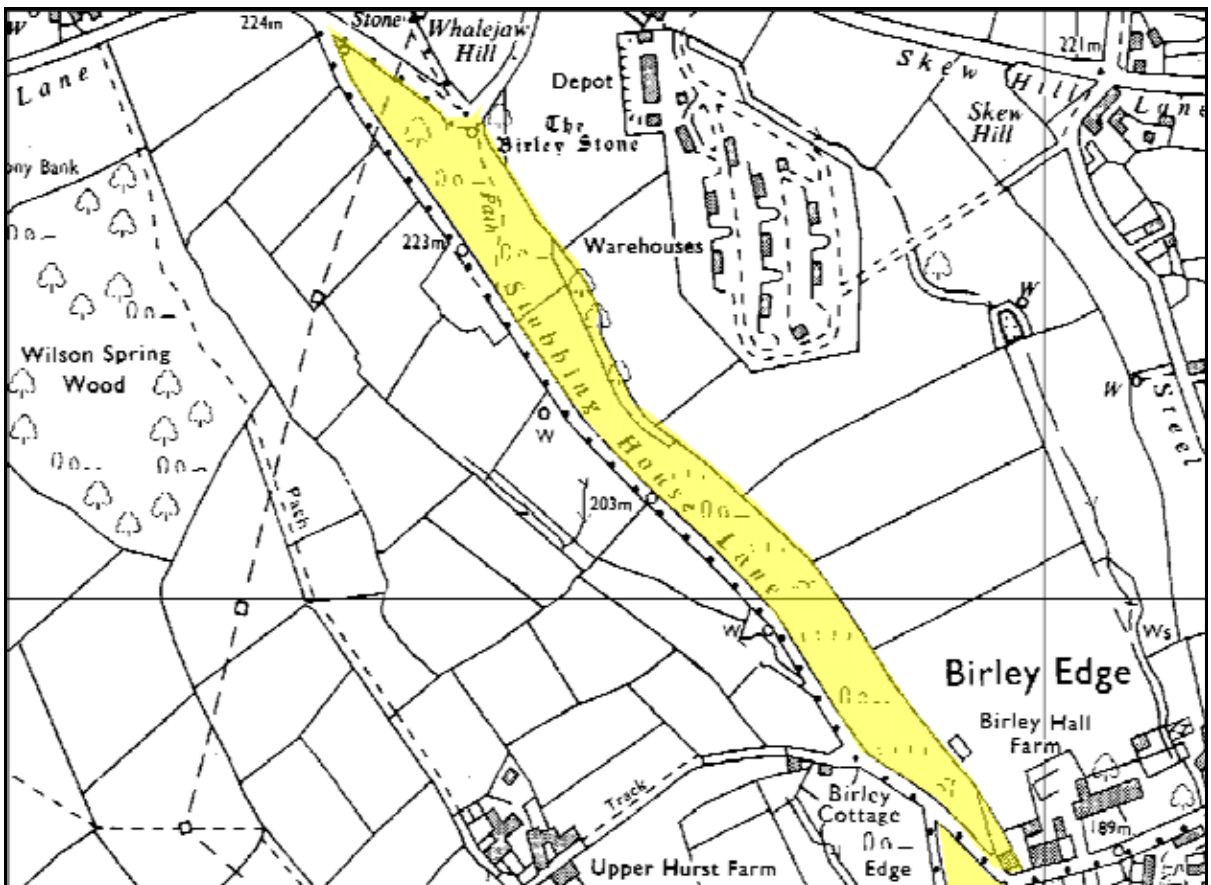 W
224m
Stone
Whalejaw
Hill
Lane
Depot
Skew Hill Lane
221m
Skew
Hill
The
Birley Stone
ony Bank
Path
223m
Warehouses
W
Wilson Spring
Wood
Stubbing House Lane
W
Steel
W
Path
203m
W
Ws
Birley Edge
Birley Hall
Farm
Track
Birley
Cottage
Edge
189m
Upper Hurst Farm